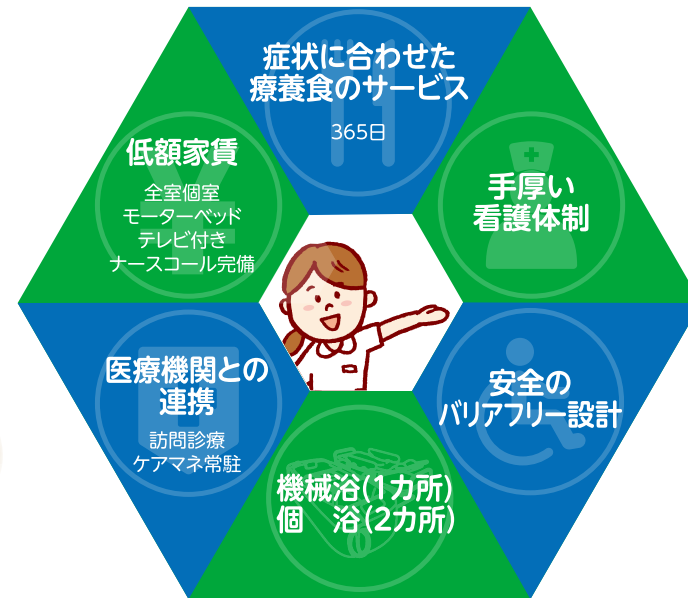 症状に合わせた
療養食のサービス
365日
低額家賃
全室個室
モーターベッド
テレビ付き
ナースコール完備
手厚い
看護体制
医療機関との
連携
訪問診療
ケアマネ常駐
安全の
バリアフリー設計
機械浴(1カ所)
個　浴(2カ所)